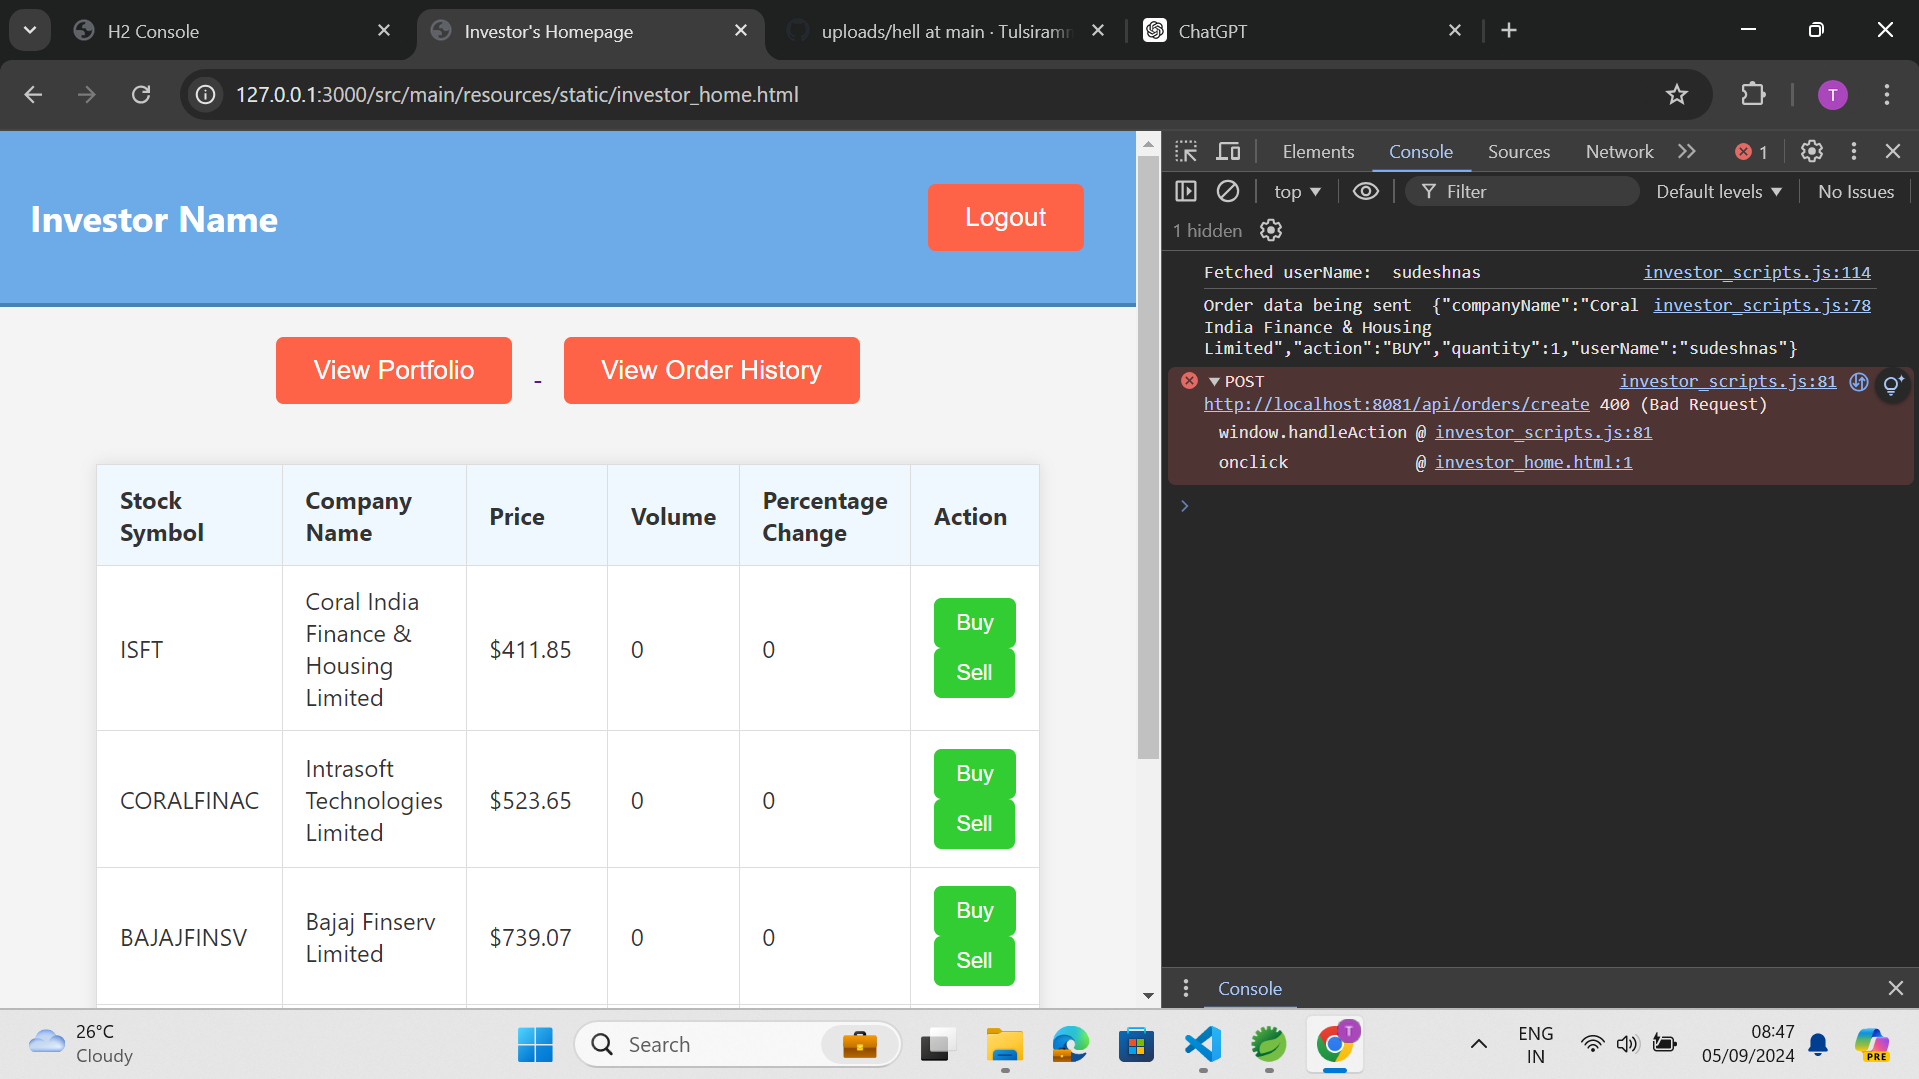 H2 Console
Investor's Homepage
uploads/hell at main · Tulsiramn
ChatGPT
127.0.0.1:3000/src/main/resources/static/investor_home.html
T
Investor Name
Logout
View Portfolio
-
View Order History
Stock Symbol
Company Name
Price
Volume
Percentage Change
Action
ISFT
Coral India
Finance &
Housing
Limited
$411.85
0
0
Buy
Sell
CORALFINAC
Intrasoft
Technologies
Limited
$523.65
0
0
Buy
Sell
BAJAJFINSV
Bajaj Finserv
Limited
$739.07
0
0
Buy
Sell
Elements
Console
Sources
Network
1
top
Filter
Default levels
No Issues
1 hidden
Fetched userName:  sudeshnas investor_scripts.js:114
Order data being sent  {"companyName":"Coral investor_scripts.js:78
India Finance & Housing
Limited","action":"BUY","quantity":1,"userName":"sudeshnas"}
POST investor_scripts.js:81
http://localhost:8081/api/orders/create 400 (Bad Request)
window.handleAction @ investor_scripts.js:81
onclick @ investor_home.html:1
Console
26°C
Cloudy
Search
T
ENG
IN
08:47
05/09/2024
PRE